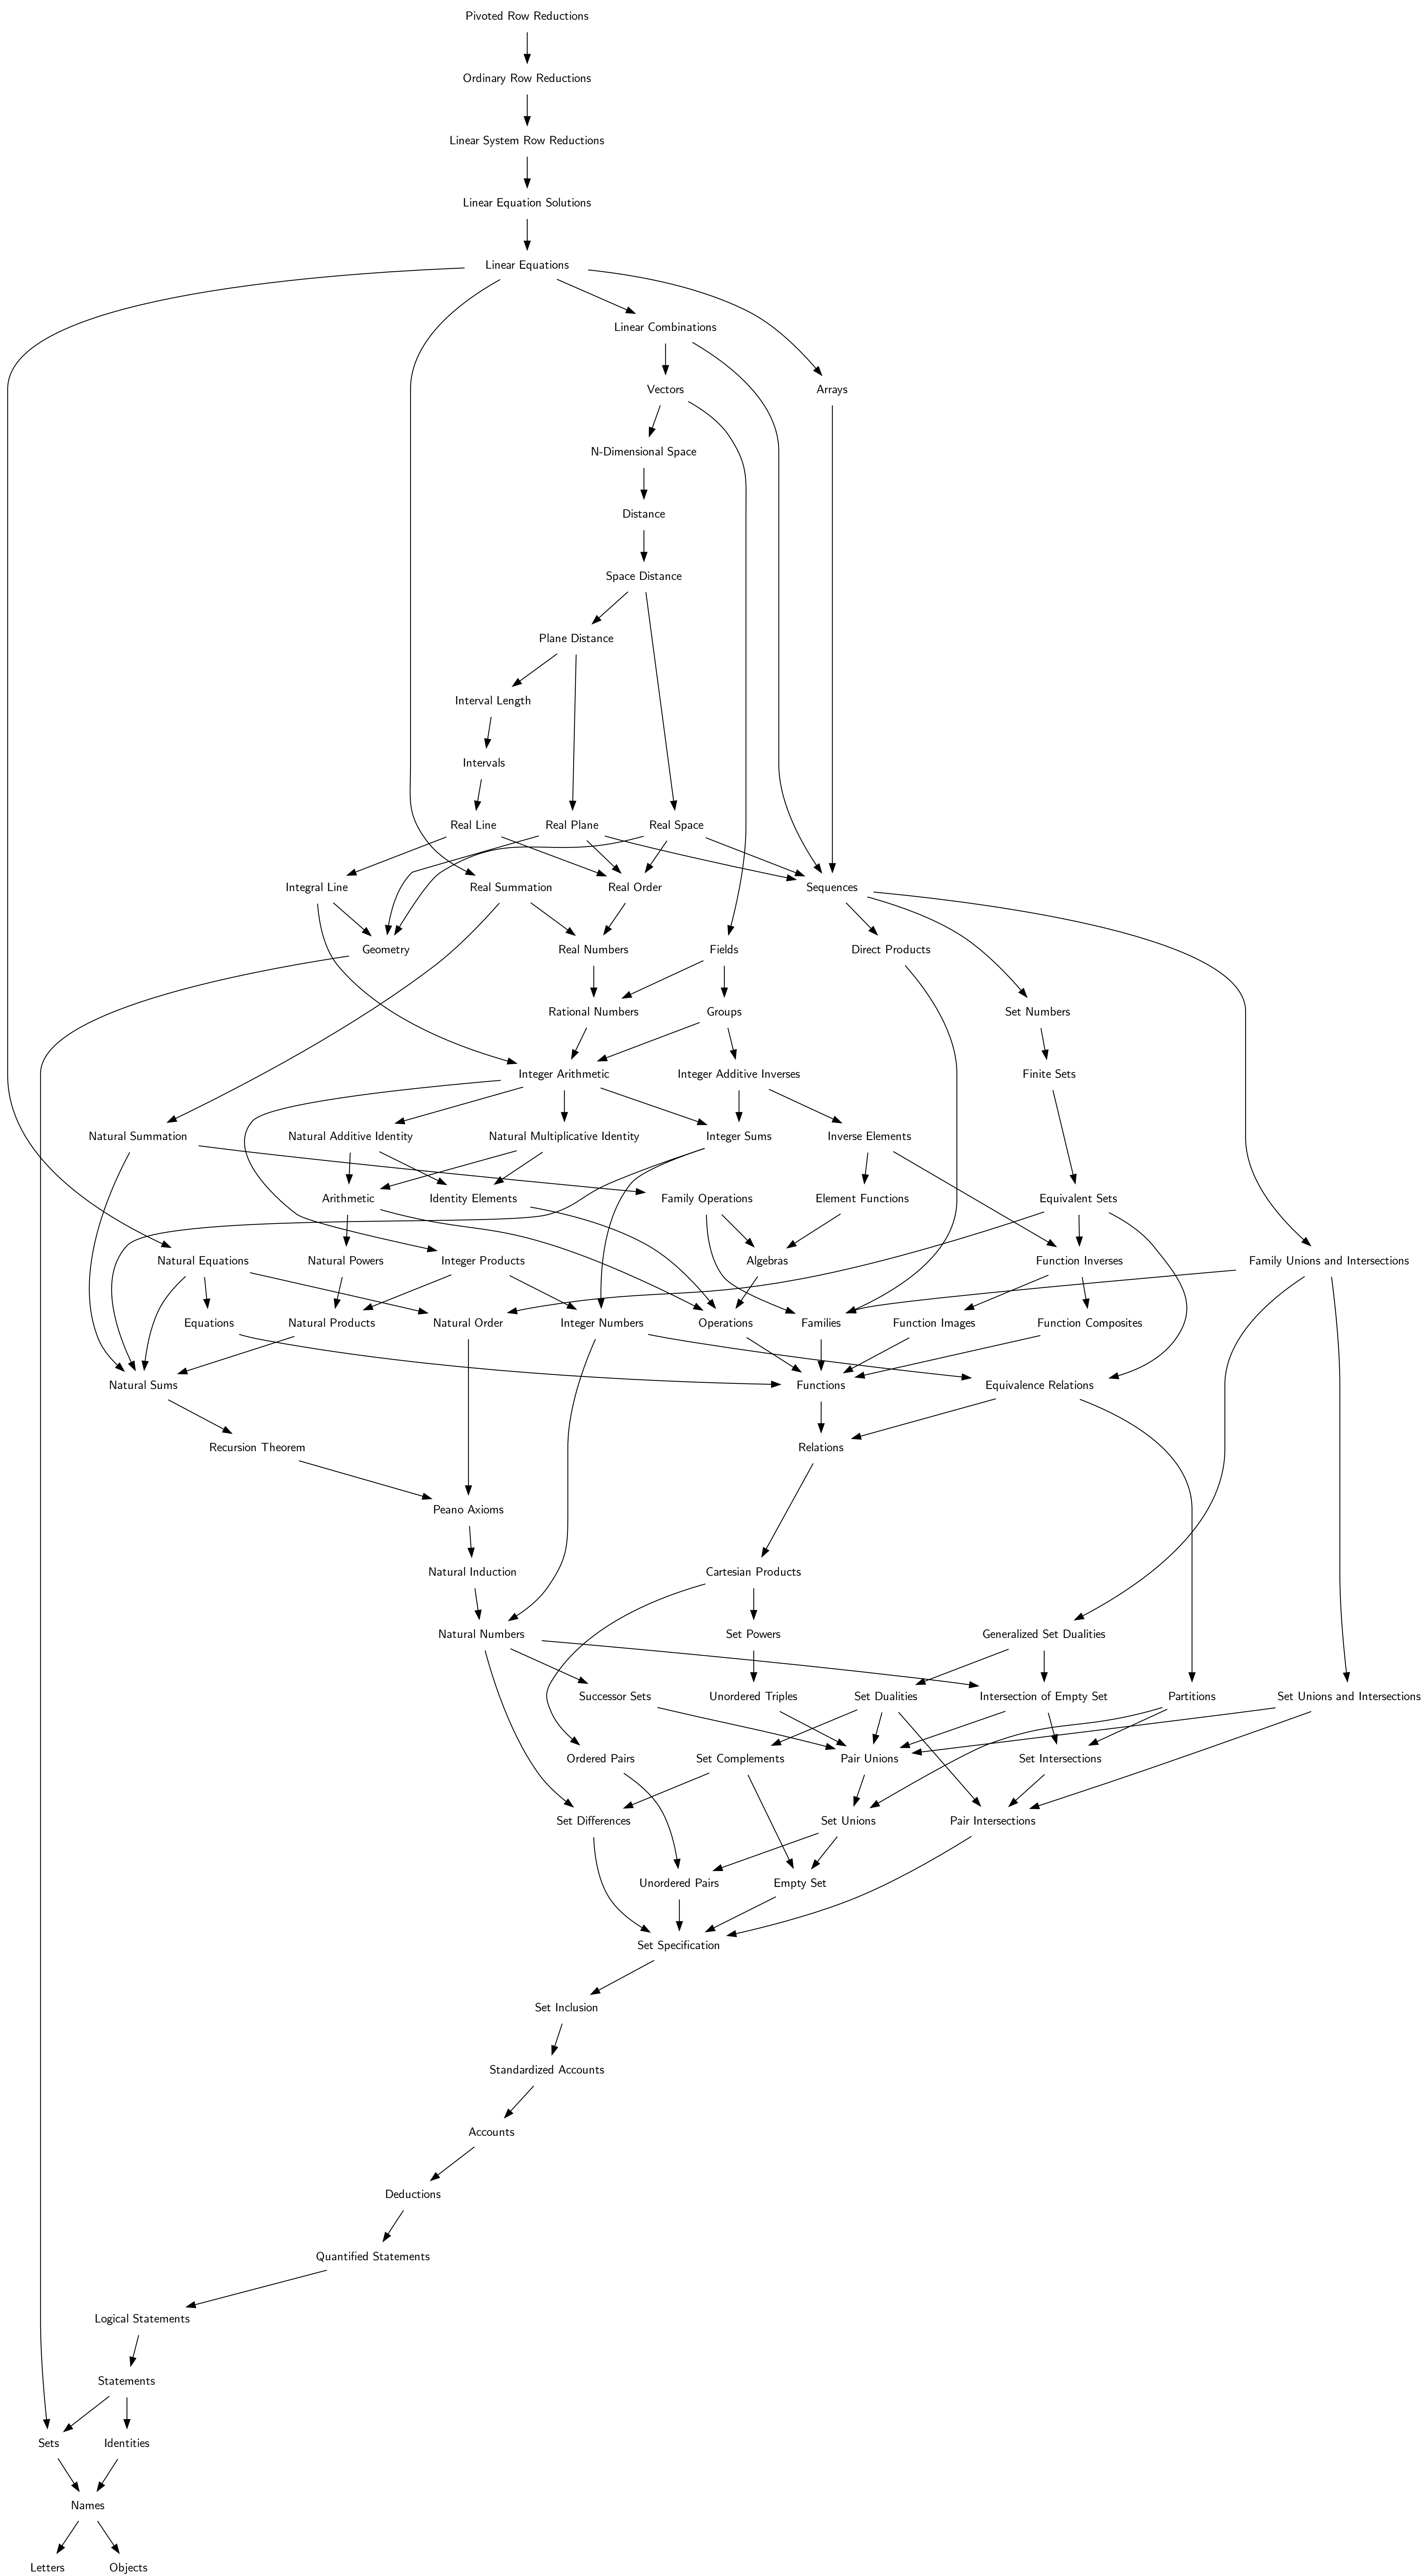 Pivoted Row Reductions
Ordinary Row Reductions
Linear System Row Reductions
Linear Equation Solutions
Linear Equations
Linear Combinations
Vectors
Arrays
N-Dimensional Space
Distance
Space Distance
Plane Distance
Interval Length
Intervals
Real Line
Real Plane
Real Space
Integral Line
Real Summation
Real Order
Sequences
Geometry
Real Numbers
Fields
Direct Products
Rational Numbers
Groups
Set Numbers
Integer Arithmetic
Integer Additive Inverses
Finite Sets
Natural Summation
Natural Additive Identity
Natural Multiplicative Identity
Integer Sums
Inverse Elements
Arithmetic
Identity Elements
Family Operations
Element Functions
Equivalent Sets
Natural Equations
Natural Powers
Integer Products
Algebras
Function Inverses
Family Unions and Intersections
Equations
Natural Products
Natural Order
Integer Numbers
Operations
Families
Function Images
Function Composites
Natural Sums
Functions
Equivalence Relations
Recursion Theorem
Relations
Peano Axioms
Natural Induction
Cartesian Products
Natural Numbers
Set Powers
Generalized Set Dualities
Successor Sets
Unordered Triples
Set Dualities
Intersection of Empty Set
Partitions
Set Unions and Intersections
Ordered Pairs
Set Complements
Pair Unions
Set Intersections
Set Differences
Set Unions
Pair Intersections
Unordered Pairs
Empty Set
Set Specification
Set Inclusion
Standardized Accounts
Accounts
Deductions
Quantified Statements
Logical Statements
Statements
Sets
Identities
Names
Letters
Objects